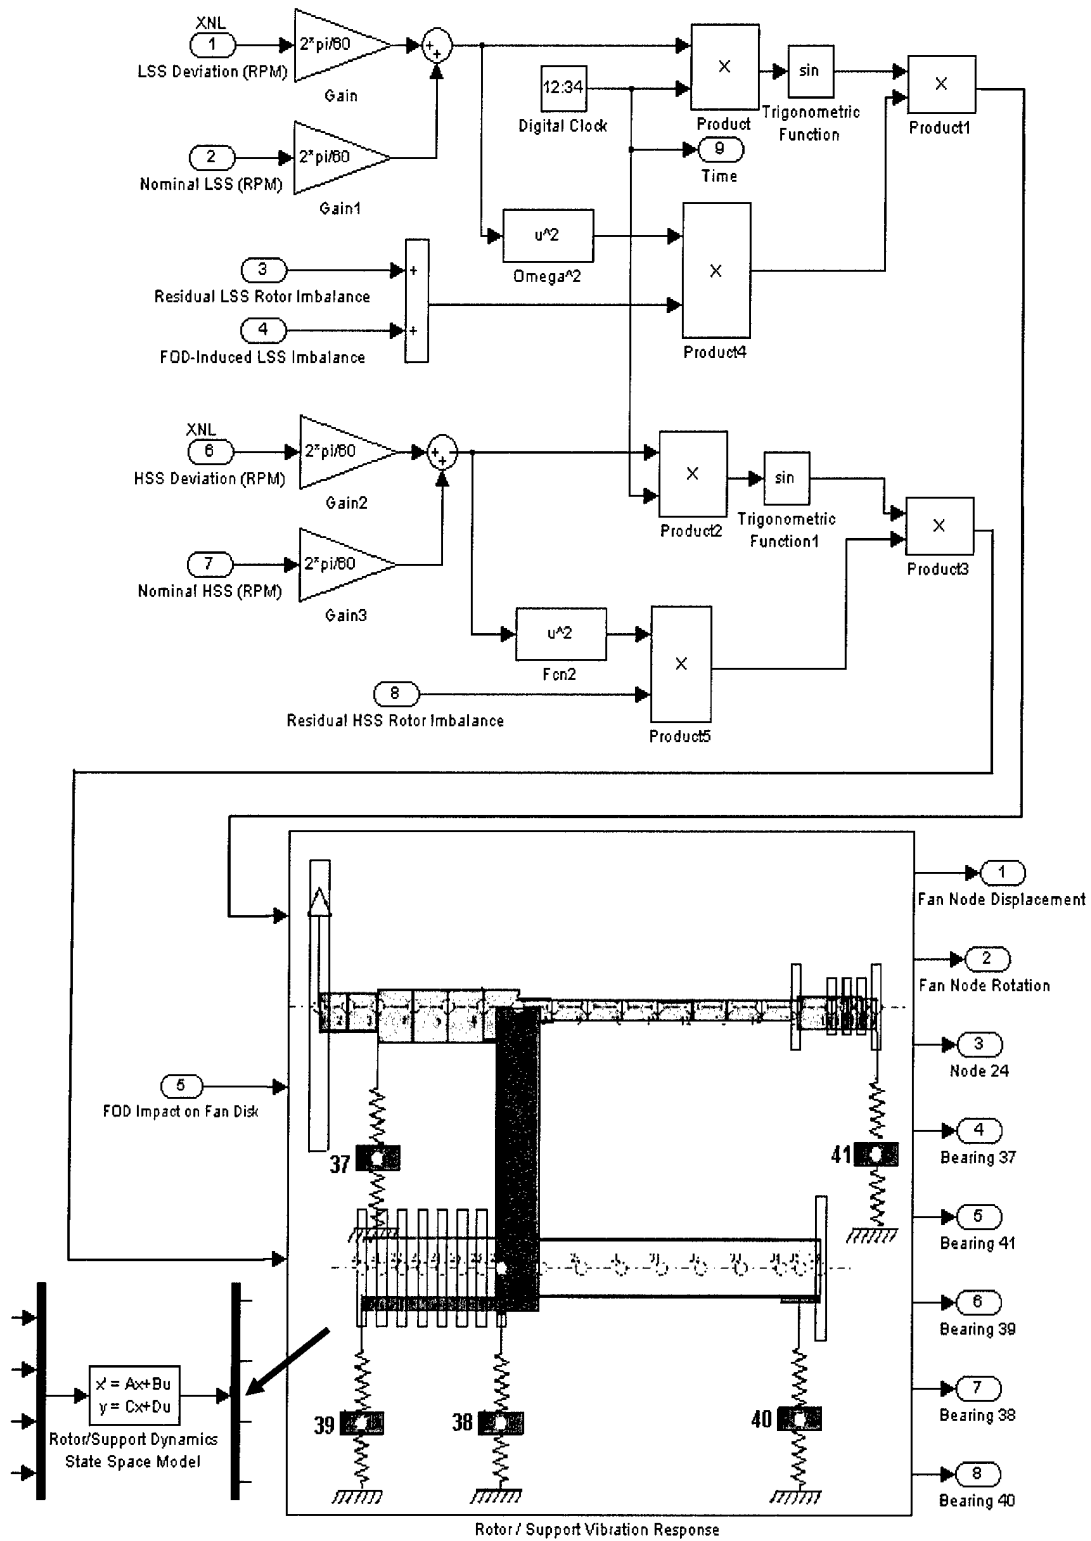 XNL
1
LSS Deviation (RPM)
2*pi/60
Gain
+
+
12:34
Digital Clock
×
Product
sin
Trigonometric
Function
×
Product1
2
Nominal LSS (RPM)
2*pi/60
Gain1
9
Time
u^2
Omega^2
×
Product4
3
Residual LSS Rotor Imbalance
4
FOD-Induced LSS Imbalance
+
+
XNL
6
HSS Deviation (RPM)
2*pi/60
Gain2
+
+
×
Product2
sin
Trigonometric
Function1
×
Product3
7
Nominal HSS (RPM)
2*pi/60
Gain3
u^2
Fcn2
×
Product5
8
Residual HSS Rotor Imbalance
1
Fan Node Displacement
2
Fan Node Rotation
3
Node 24
5
FOD Impact on Fan Disk
4
Bearing 37
37
41
5
Bearing 41
6
Bearing 39
7
Bearing 38
39
38
40
8
Bearing 40
x' = Ax+Bu
y = Cx+Du
Rotor/Support Dynamics
State Space Model
Rotor / Support Vibration Response